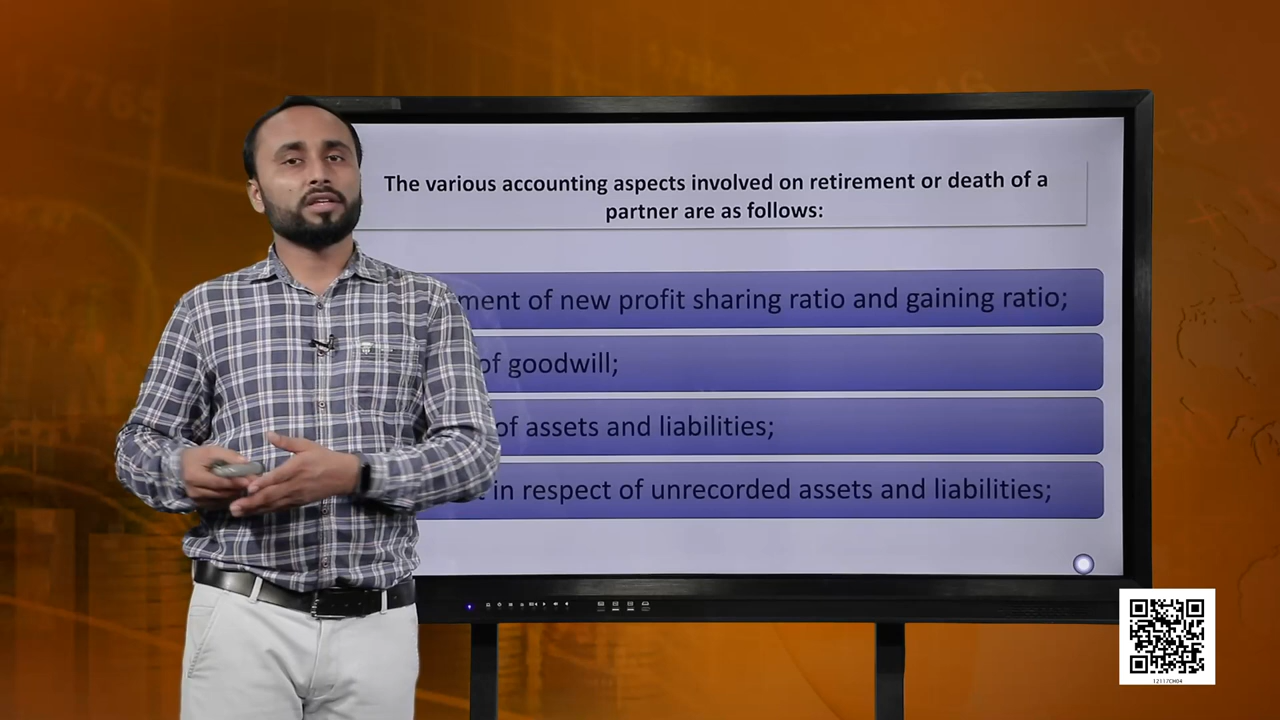 The various accounting aspects involved on retirement or death of a
partner are as follows:
of new profit sharing ratio and gaining ratio;
of goodwill;
of assets and liabilities;
in respect of unrecorded assets and liabilities;
12117CH04